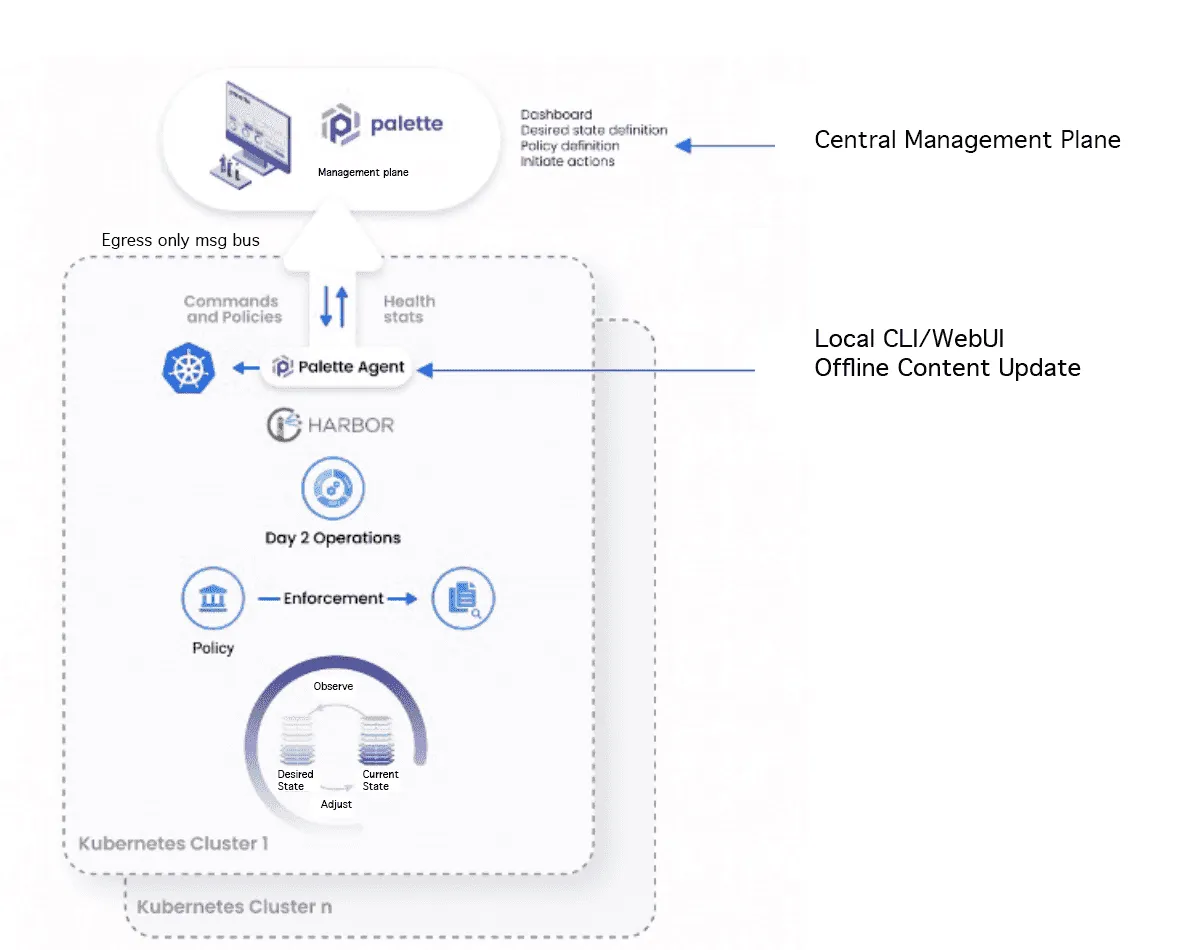 palette
Management plane
Dashboard
Desired state definition
Policy definition
Initiate actions
Central Management Plane
Egress only msg bus
Commands
and Policies
Health
stats
Palette Agent
Local CLI/WebUI
Offline Content Update
HARBOR
Day 2 Operations
Enforcement
Policy
Observe
Desired
State
Current
State
Adjust
Kubernetes Cluster 1
Kubernetes Cluster n